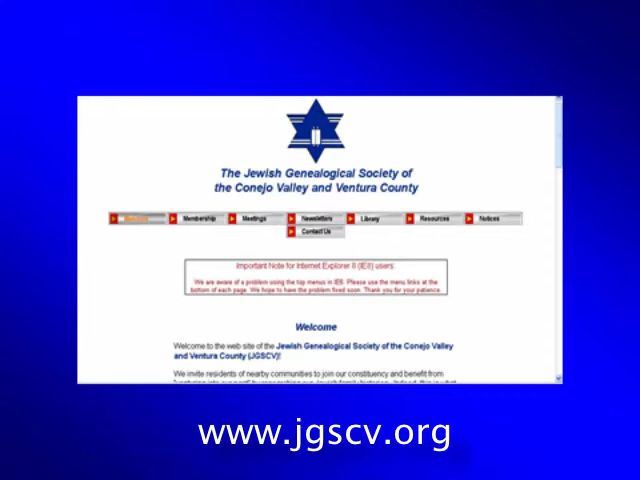 The Jewish Genealogical Society of
the Conejo Valley and Ventura County
Membership Meetings Newsletters Library Resources Notices
Contact Us
Important Note for Internet Explorer 8 (IE8) users:
We are aware of a problem using the top menus in IE8. Please use the menu links at the
bottom of each page. We hope to have the problem fixed soon. Thank you for your patience
Welcome
Welcome to the web site of the Jewish Genealogical Society of the Conejo Valley
and Ventura County (JGSCV)!
We invite residents of nearby communities to join our constituency and benefit from
www.jgscv.org